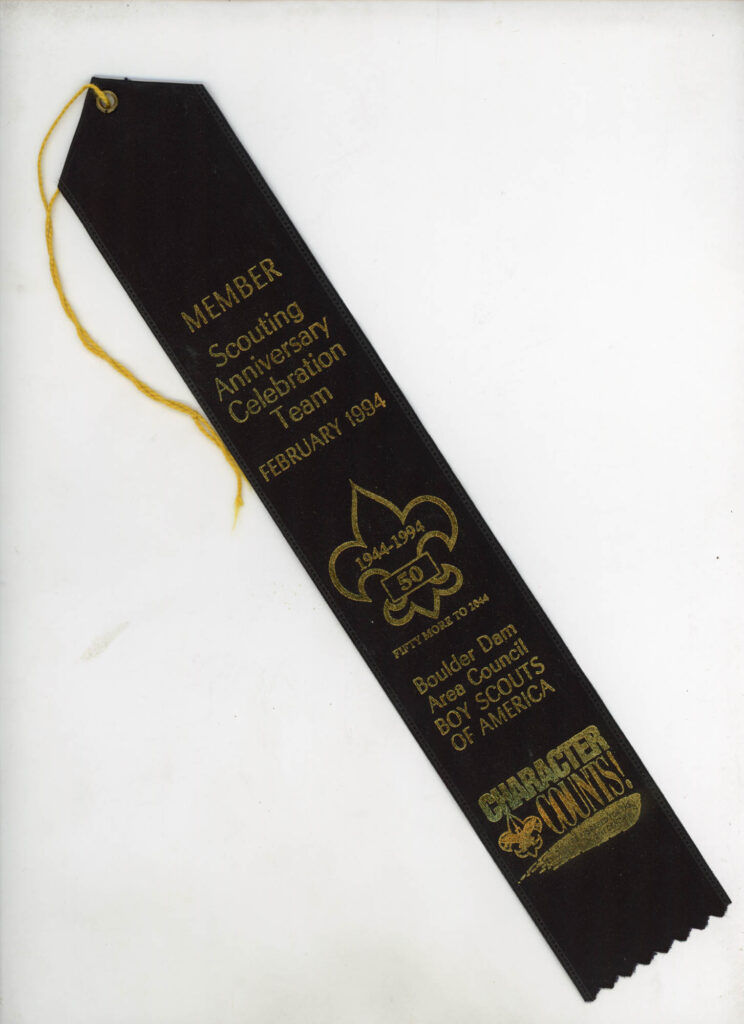 MEMBER
Scouting
Anniversary
Celebration
Team
FEBRUARY 1994
1944-1994
50
FIFTY MORE TO 2044
Boulder Dam
Area Council
BOY SCOUTS
OF AMERICA
CHARACTER
COUNTS!